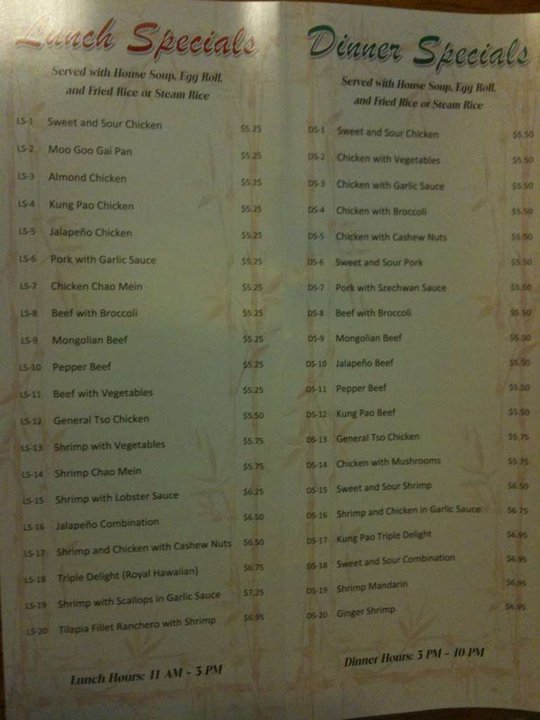 Lunch Specials
Served with House Soup, Egg Roll,
and Fried Rice or Steam Rice
LS-1 Sweet and Sour Chicken $5.25
LS-2 Moo Goo Gai Pan $5.25
LS-3 Almond Chicken $5.25
LS-4 Kung Pao Chicken $5.25
LS-5 Jalapeño Chicken $5.25
LS-6 Pork with Garlic Sauce $5.25
LS-7 Chicken Chao Mein $5.25
LS-8 Beef with Broccoli $5.25
LS-9 Mongolian Beef $5.25
LS-10 Pepper Beef $5.25
LS-11 Beef with Vegetables $5.25
LS-12 General Tso Chicken $5.50
LS-13 Shrimp with Vegetables $5.75
LS-14 Shrimp Chao Mein $5.75
LS-15 Shrimp with Lobster Sauce $6.25
LS-16 Jalapeño Combination $6.50
LS-17 Shrimp and Chicken with Cashew Nuts $6.50
LS-18 Triple Delight (Royal Hawaiian) $6.75
LS-19 Shrimp with Scallops in Garlic Sauce $7.25
LS-20 Tilapia Fillet Ranchero with Shrimp $6.95
Lunch Hours: 11 AM - 3 PM
Dinner Specials
Served with House Soup, Egg Roll,
and Fried Rice or Steam Rice
DS-1 Sweet and Sour Chicken $5.50
DS-2 Chicken with Vegetables $5.50
DS-3 Chicken with Garlic Sauce $5.50
DS-4 Chicken with Broccoli $5.50
DS-5 Chicken with Cashew Nuts $5.50
DS-6 Sweet and Sour Pork $5.50
DS-7 Pork with Szechwan Sauce $5.50
DS-8 Beef with Broccoli $5.50
DS-9 Mongolian Beef $5.50
DS-10 Jalapeño Beef $5.50
DS-11 Pepper Beef $5.50
DS-12 Kung Pao Beef $5.50
DS-13 General Tso Chicken $5.75
DS-14 Chicken with Mushrooms $5.75
DS-15 Sweet and Sour Shrimp $6.50
DS-16 Shrimp and Chicken in Garlic Sauce $6.75
DS-17 Kung Pao Triple Delight $6.95
DS-18 Sweet and Sour Combination $6.95
DS-19 Shrimp Mandarin $6.95
DS-20 Ginger Shrimp $6.95
Dinner Hours: 3 PM - 10 PM